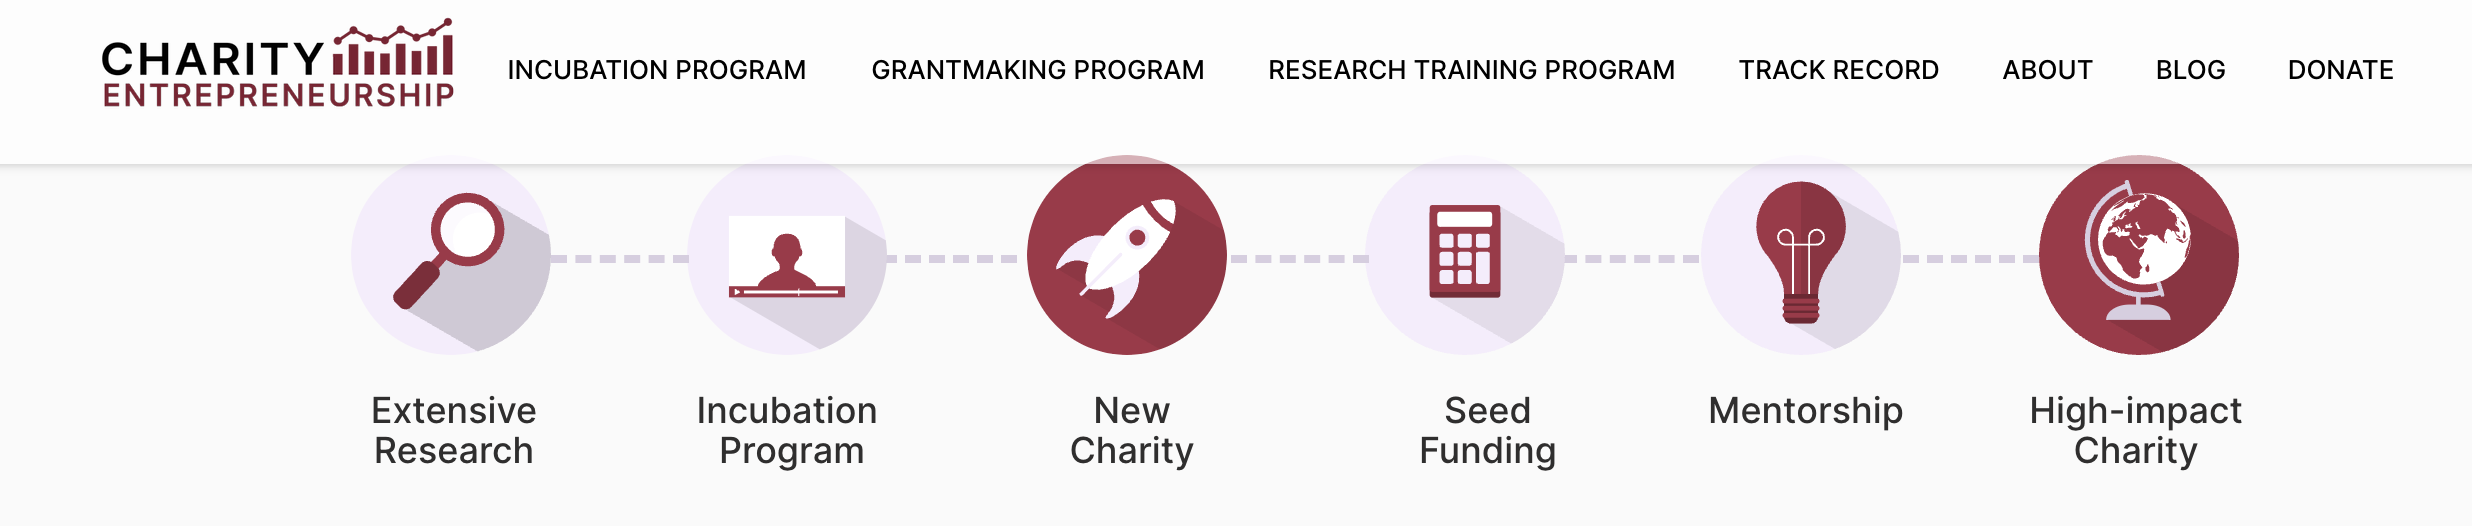 CHARITY
ENTREPRENEURSHIP
INCUBATION PROGRAM
GRANTMAKING PROGRAM
RESEARCH TRAINING PROGRAM
TRACK RECORD
ABOUT
BLOG
DONATE
Extensive
Research
Incubation
Program
New
Charity
Seed
Funding
Mentorship
High-impact
Charity